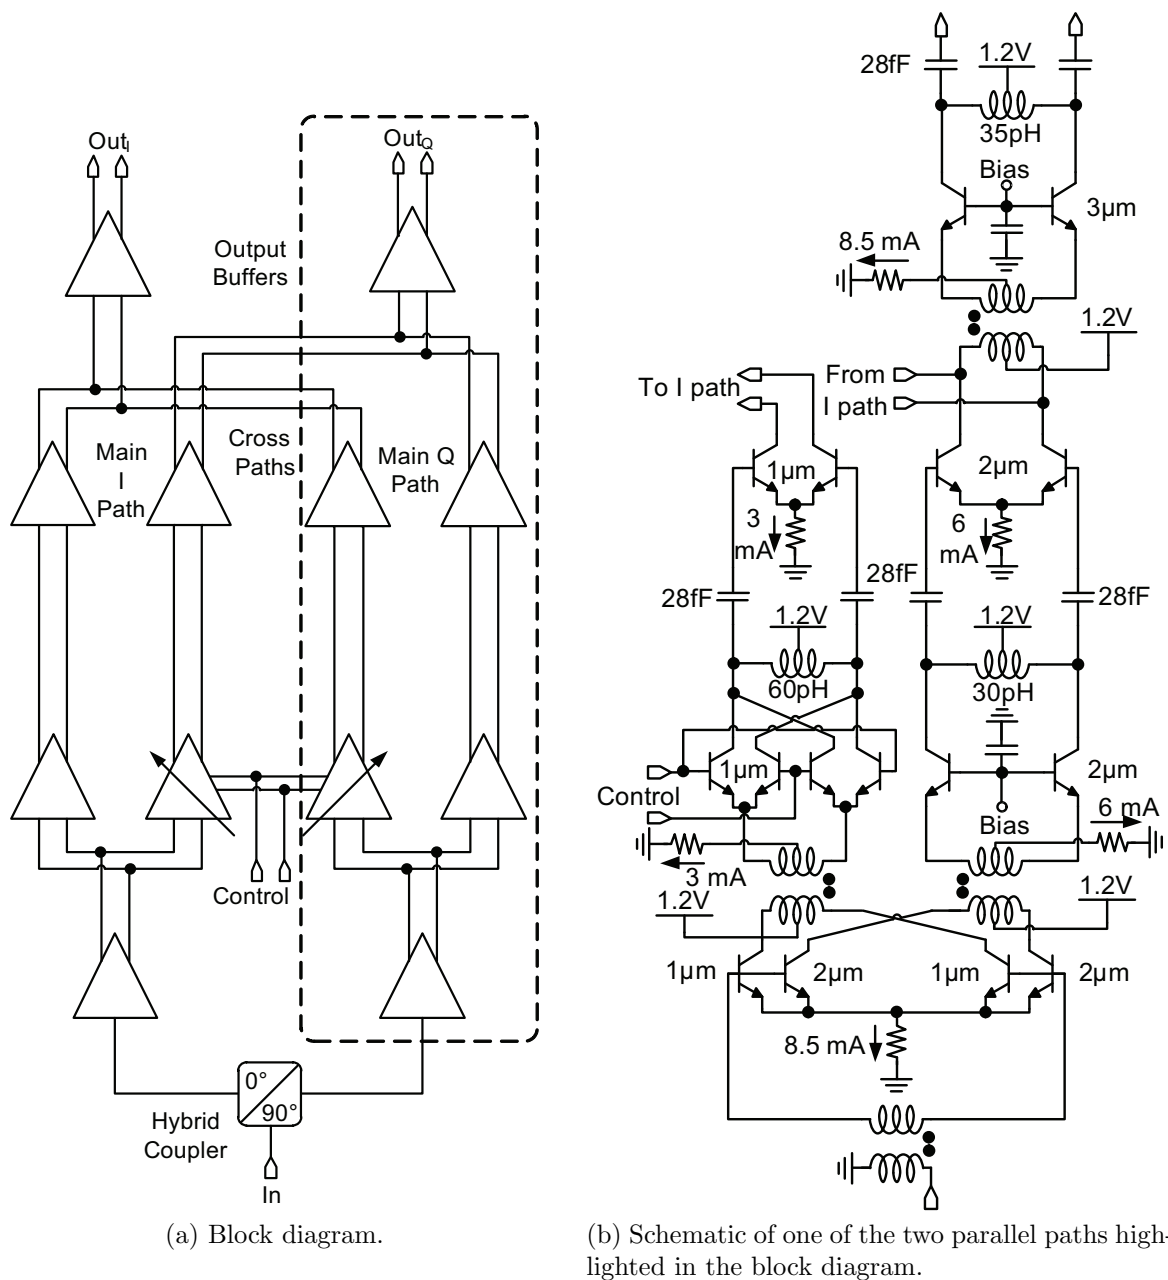 Out_I
Out_Q
Output
Buffers
Main
I
Path
Cross
Paths
Main Q
Path
Control
0°
90°
Hybrid
Coupler
In
(a) Block diagram.
28fF
1.2V
35pH
Bias
3µm
8.5 mA
1.2V
To I path
From
I path
1µm
2µm
3
mA
6
mA
28fF
28fF
28fF
1.2V
1.2V
60pH
30pH
1µm
2µm
Control
Bias
6 mA
3 mA
1.2V
1.2V
1µm
2µm
1µm
2µm
8.5 mA
(b) Schematic of one of the two parallel paths high-
lighted in the block diagram.